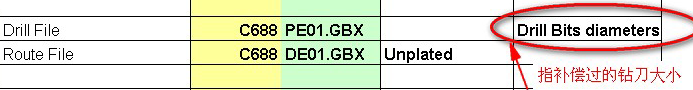 Drill File C688 PE01.GBX Drill Bits diameters
Route File C688 DE01.GBX Unplated
指补偿过的钻刀大小